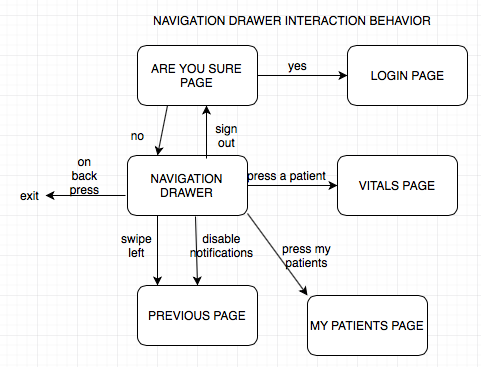 NAVIGATION DRAWER INTERACTION BEHAVIOR
ARE YOU SURE
PAGE
yes
LOGIN PAGE
no
sign
out
on
back
press
exit
NAVIGATION
DRAWER
press a patient
VITALS PAGE
swipe
left
disable
notifications
press my
patients
PREVIOUS PAGE
MY PATIENTS PAGE